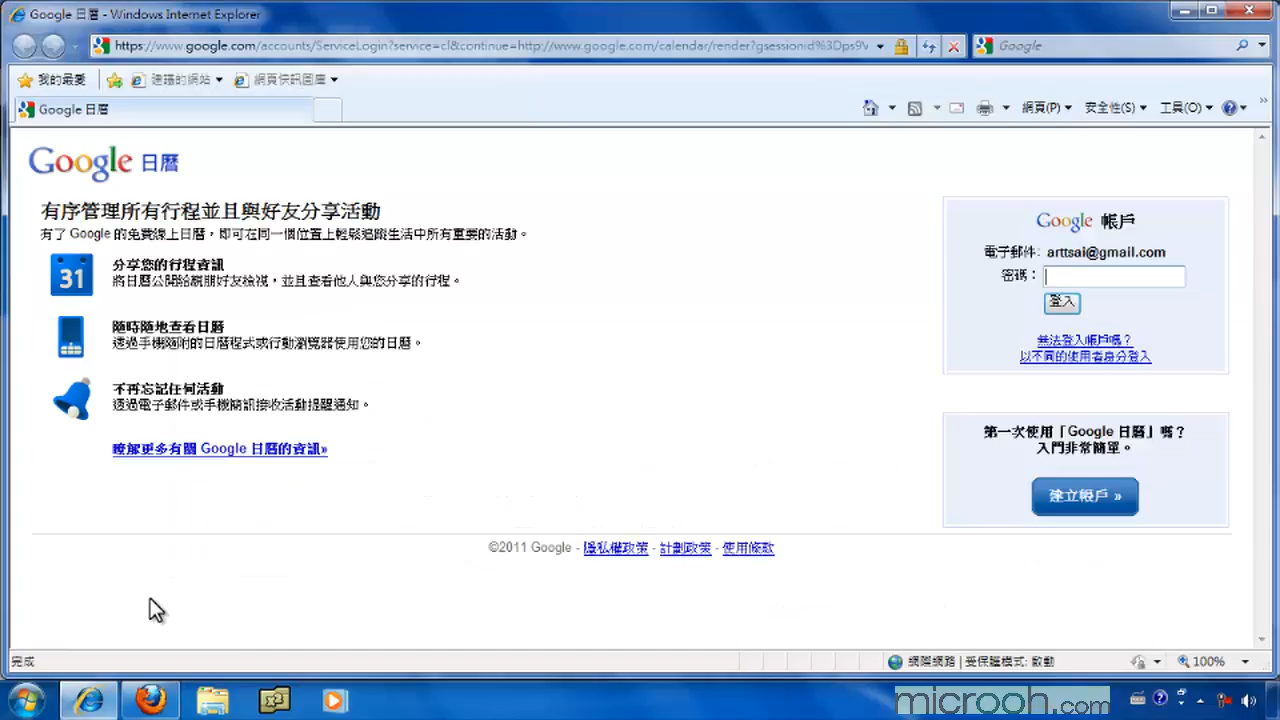 Google 日曆 - Windows Internet Explorer
https://www.google.com/accounts/ServiceLogin?service=cl&continue=http://www.google.com/calendar/render?gsessionid%3Dps9V
Google
我的最愛
建議的網站
網頁快訊圖庫
Google 日曆
網頁(P)
安全性(S)
工具(O)
Google 日曆
有序管理所有行程並且與好友分享活動
有了 Google 的免費線上日曆，即可在同一個位置上輕鬆追蹤生活中所有重要的活動。
31
分享您的行程資訊
將日曆公開給親朋好友檢視，並且查看他人與您分享的行程。
隨時隨地查看日曆
透過手機隨附的日曆程式或行動瀏覽器使用您的日曆。
不再忘記任何活動
透過電子郵件或手機簡訊接收活動提醒通知。
瞭解更多有關 Google 日曆的資訊»
Google 帳戶
電子郵件: arttsai@gmail.com
密碼：
登入
無法登入帳戶嗎？
以不同的使用者身分登入
第一次使用「Google 日曆」嗎？
入門非常簡單。
建立帳戶 »
©2011 Google - 隱私權政策 - 計劃政策 - 使用條款
完成
網際網路 | 受保護模式: 啟動
100%
microoh.com